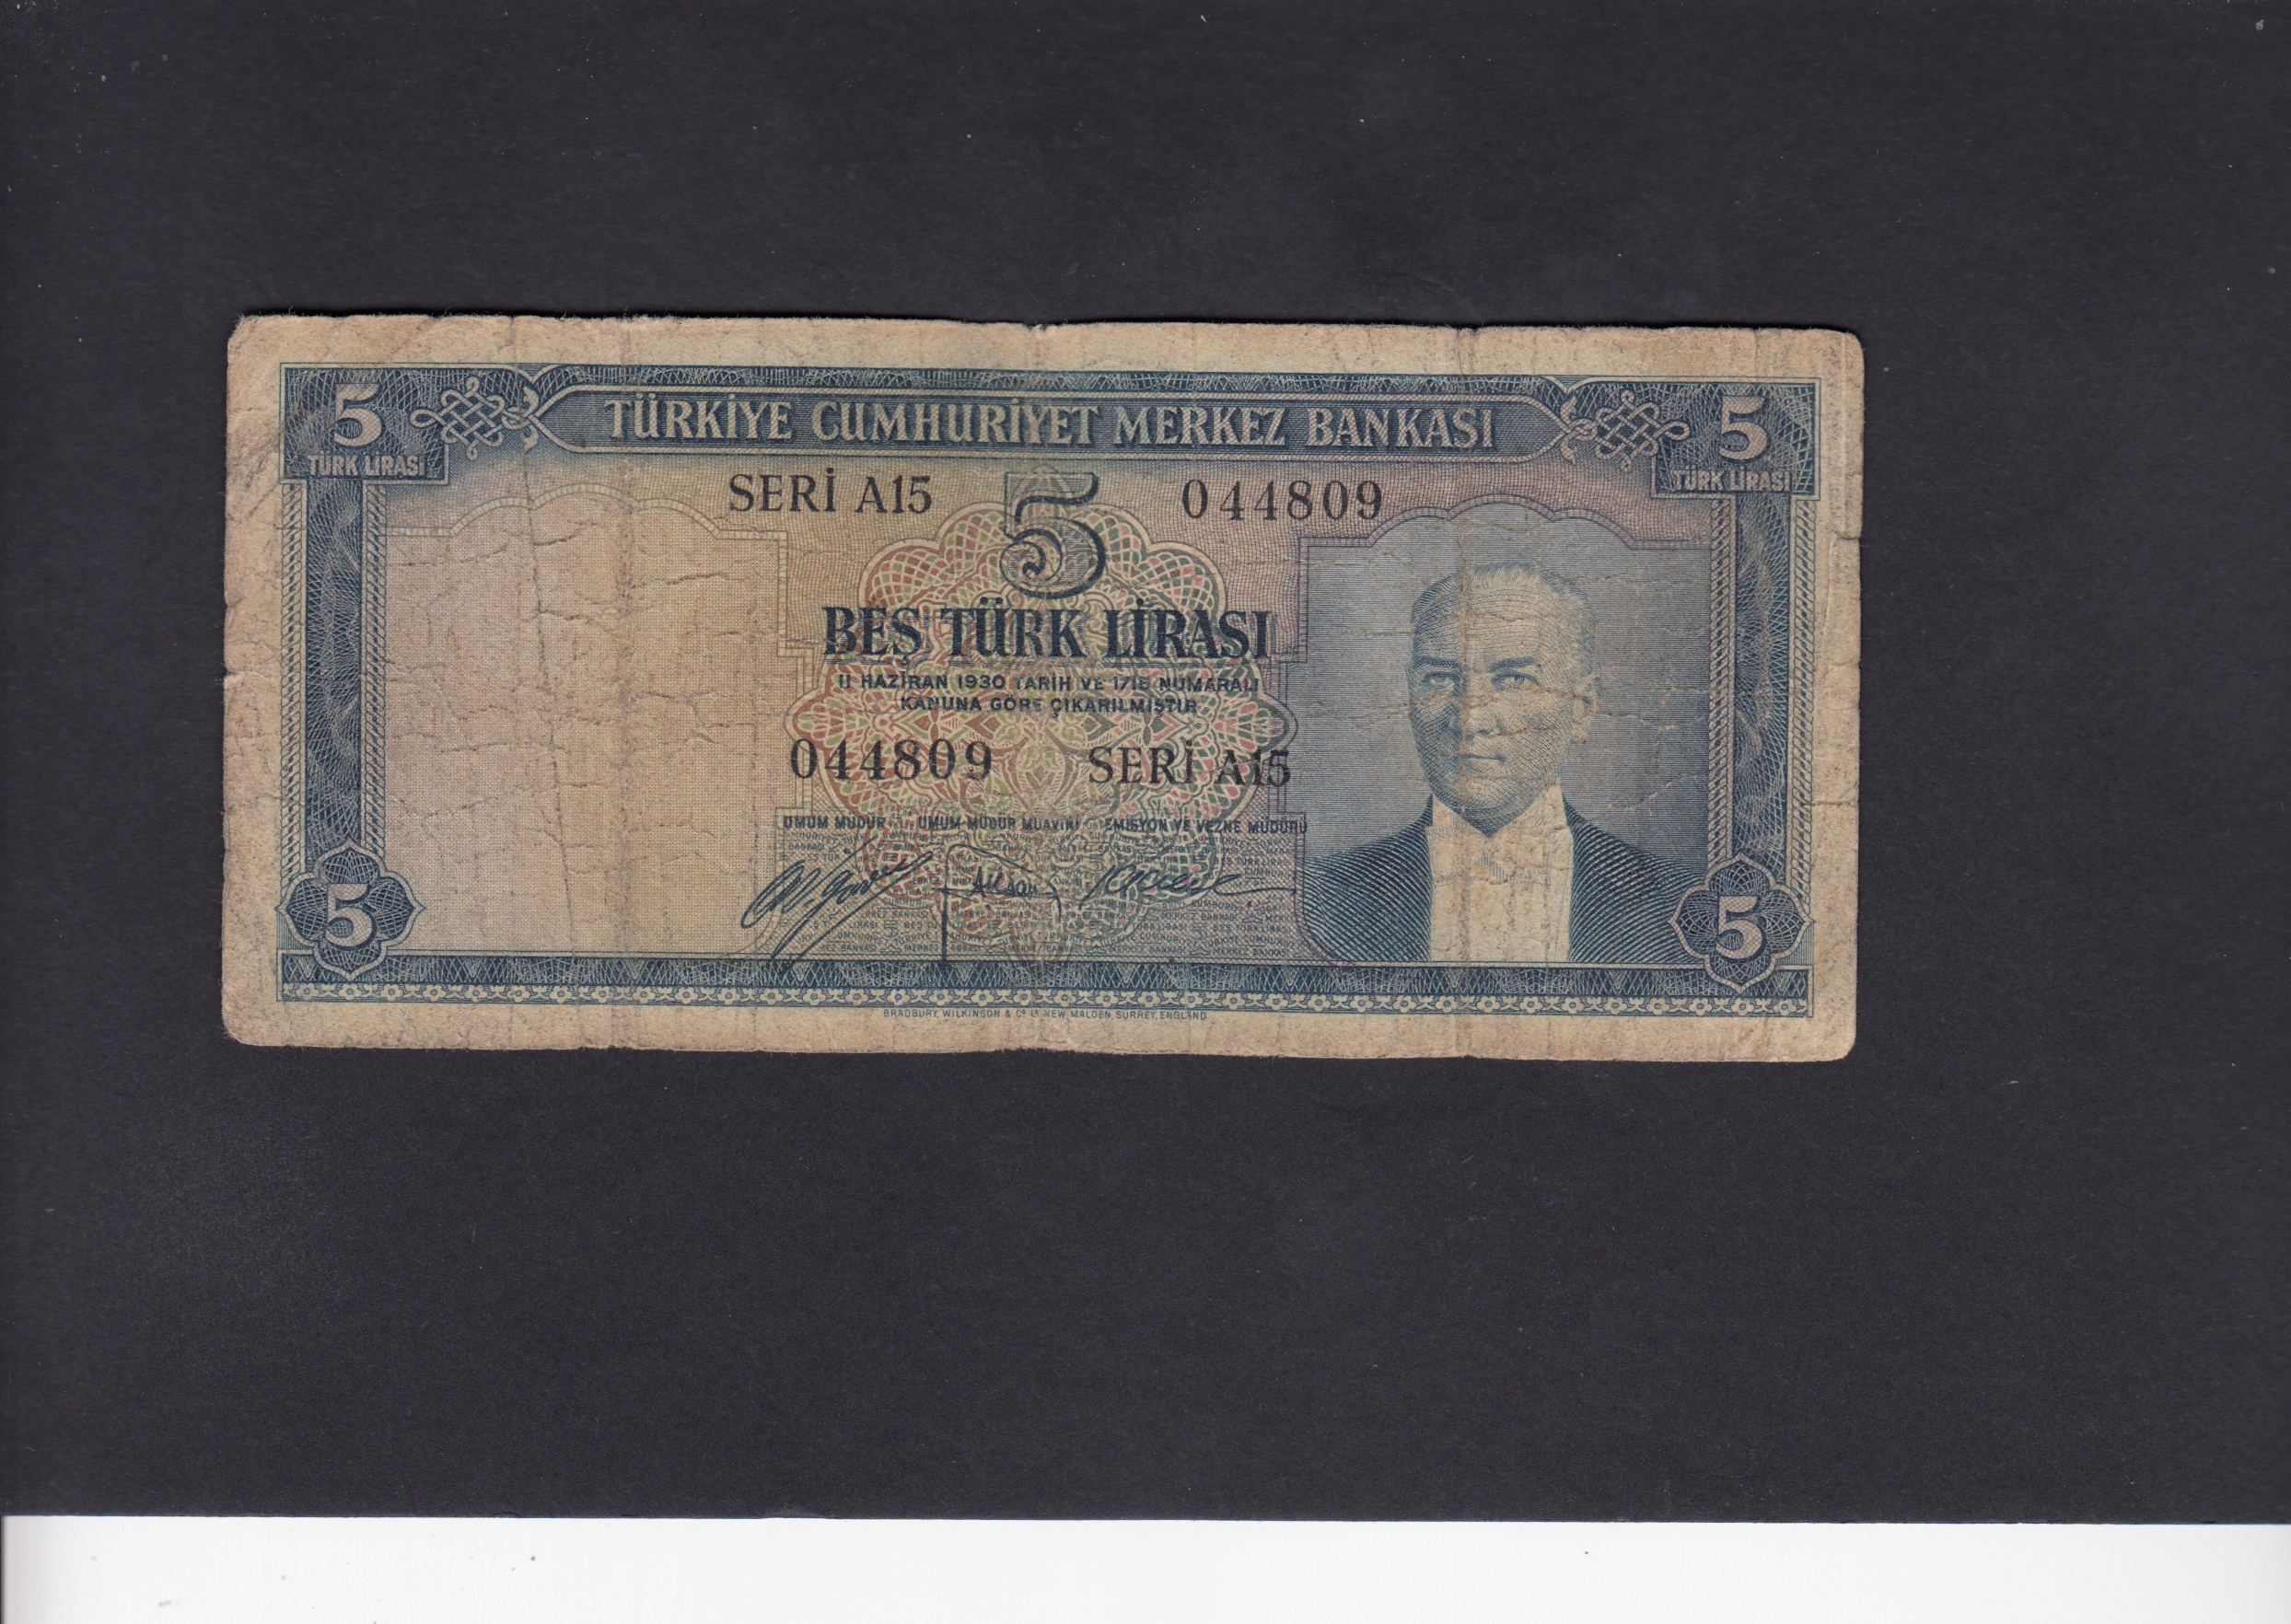 TÜRKİYE CUMHURİYET MERKEZ BANKASI
5
TÜRK LİRASI
5
TÜRK LİRASI
SERİ A15
5
044809
BEŞ TÜRK LİRASI
11 HAZİRAN 1930 TARİH VE 1715 NUMARALI
KANUNA GÖRE ÇIKARILMIŞTIR
044809 SERİ A15
UMUM MÜDÜR UMUM MÜDÜR MUAVİNİ EMİSYON VE VEZNE MÜDÜRÜ
5
5
BRADBURY, WILKINSON & Cº Lº NEW MALDEN, SURREY, ENGLAND